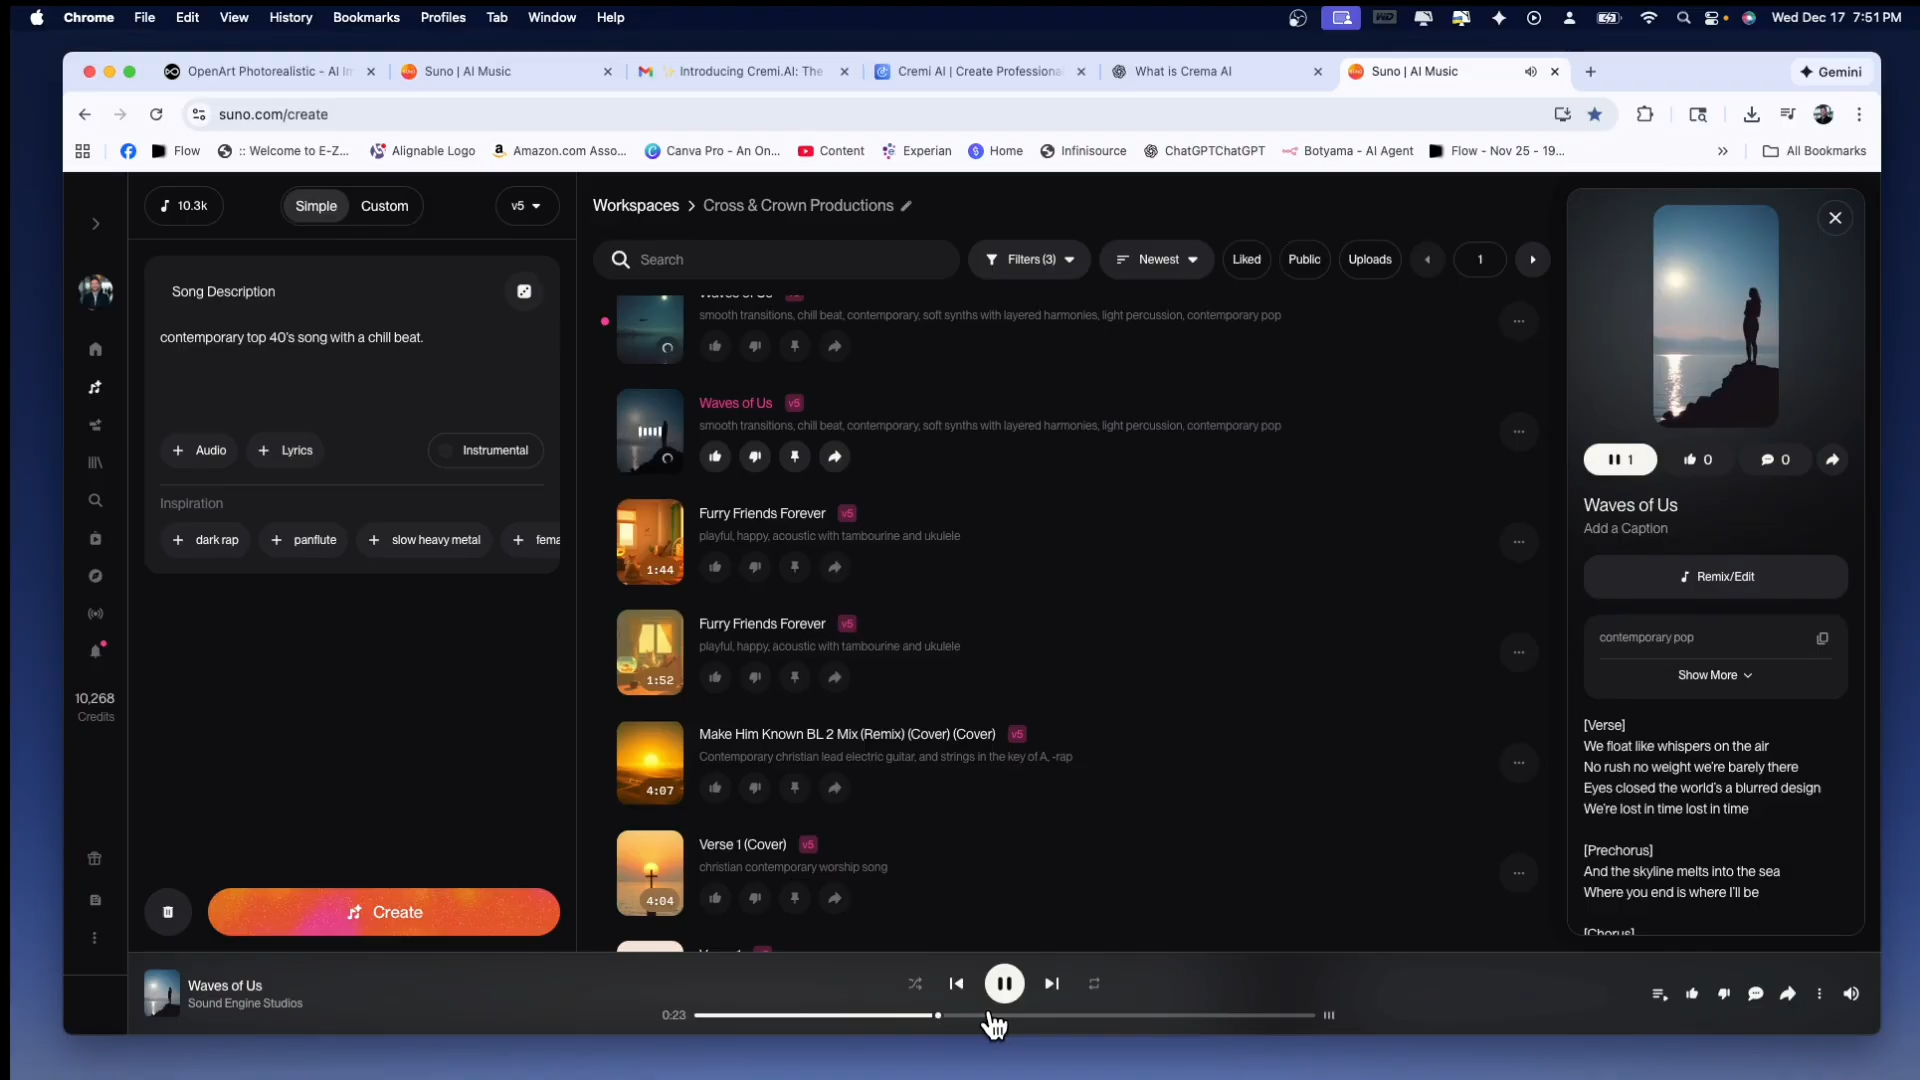 Chrome File Edit View History Bookmarks Profiles Tab Window Help
Wed Dec 17 7:51PM
OpenArt Photorealistic - AI Im
Suno | AI Music
Introducing Cremi.AI: The
Cremi AI | Create Professiona
What is Crema AI
Suno | AI Music
Gemini
suno.com/create
Flow
:: Welcome to E-Z...
Alignable Logo
Amazon.com Asso...
Canva Pro - An On...
Content
Experian
Home
Infinisource
ChatGPTChatGPT
Botyama - AI Agent
Flow - Nov 25 - 19...
All Bookmarks
10.3k
Simple
Custom
v5
Workspaces > Cross & Crown Productions
Search
Filters (3)
Newest
Liked
Public
Uploads
1
Song Description
contemporary top 40's song with a chill beat.
+ Audio
+ Lyrics
Instrumental
Inspiration
+ dark rap
+ panflute
+ slow heavy metal
+ fema
10,268
Credits
Create
Waves of Us v5
smooth transitions, chill beat, contemporary, soft synths with layered harmonies, light percussion, contemporary pop
Waves of Us v5
smooth transitions, chill beat, contemporary, soft synths with layered harmonies, light percussion, contemporary pop
Furry Friends Forever v5
playful, happy, acoustic with tambourine and ukulele
1:44
Furry Friends Forever v5
playful, happy, acoustic with tambourine and ukulele
1:52
Make Him Known BL 2 Mix (Remix) (Cover) (Cover) v5
Contemporary christian lead electric guitar, and strings in the key of A, -rap
4:07
Verse 1 (Cover) v5
christian contemporary worship song
4:04
1
0
0
Waves of Us
Add a Caption
Remix/Edit
contemporary pop
Show More
[Verse]
We float like whispers on the air
No rush no weight we're barely there
Eyes closed the world's a blurred design
We're lost in time lost in time
[Prechorus]
And the skyline melts into the sea
Where you end is where I'll be
[Chorus]
Waves of Us
Sound Engine Studios
0:23